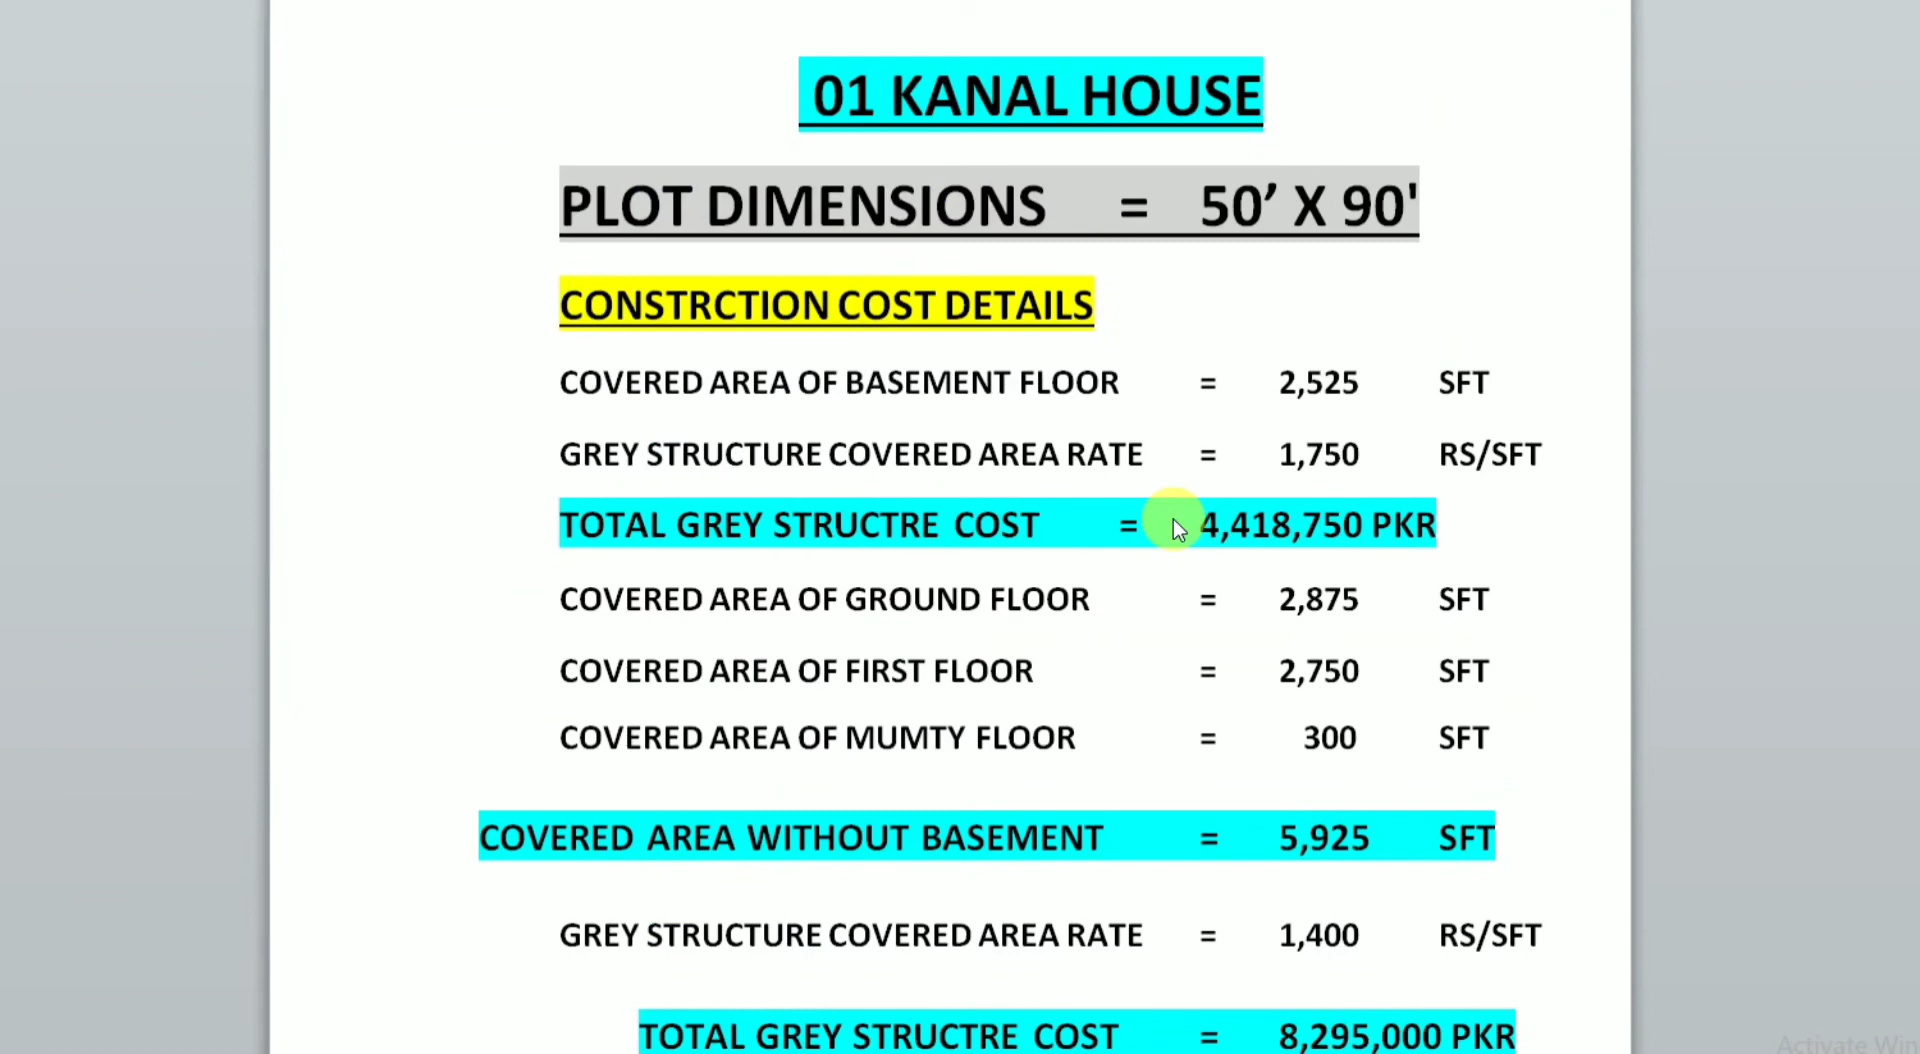 01 KANAL HOUSE
PLOT DIMENSIONS = 50’ X 90'
CONSTRCTION COST DETAILS
COVERED AREA OF BASEMENT FLOOR = 2,525 SFT
GREY STRUCTURE COVERED AREA RATE = 1,750 RS/SFT
TOTAL GREY STRUCTRE COST = 4,418,750 PKR
COVERED AREA OF GROUND FLOOR = 2,875 SFT
COVERED AREA OF FIRST FLOOR = 2,750 SFT
COVERED AREA OF MUMTY FLOOR = 300 SFT
COVERED AREA WITHOUT BASEMENT = 5,925 SFT
GREY STRUCTURE COVERED AREA RATE = 1,400 RS/SFT
TOTAL GREY STRUCTRE COST = 8,295,000 PKR
Activate Win